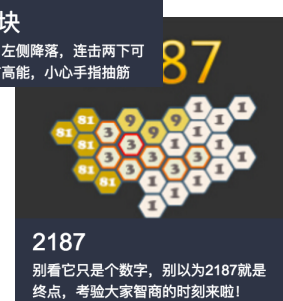 块
左侧降落，连击两下可
高能，小心手指抽筋
87
81 9 1 1
81 81 3 9 9 1 1
3 3 1 1
81 3 3 3 3 1
81 3 1 3 1
1 1
1
2187
别看它只是个数字，别以为2187就是
终点，考验大家智商的时刻来啦！